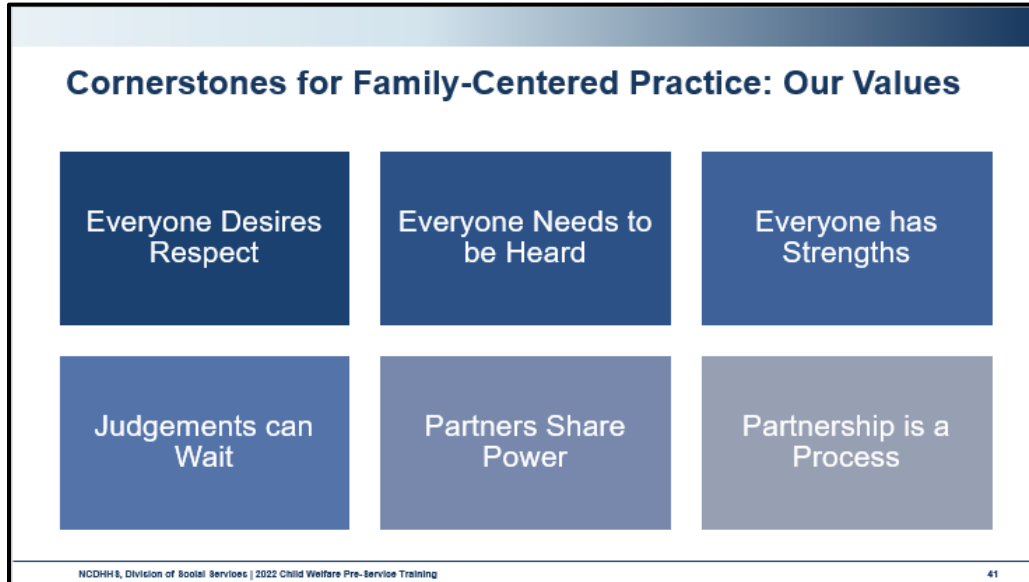 Cornerstones for Family-Centered Practice: Our Values
Everyone Desires
Respect
Everyone Needs to
be Heard
Everyone has
Strengths
Judgements can
Wait
Partners Share
Power
Partnership is a
Process
NCDHHS, Division of Social Services | 2022 Child Welfare Pre-Service Training
41